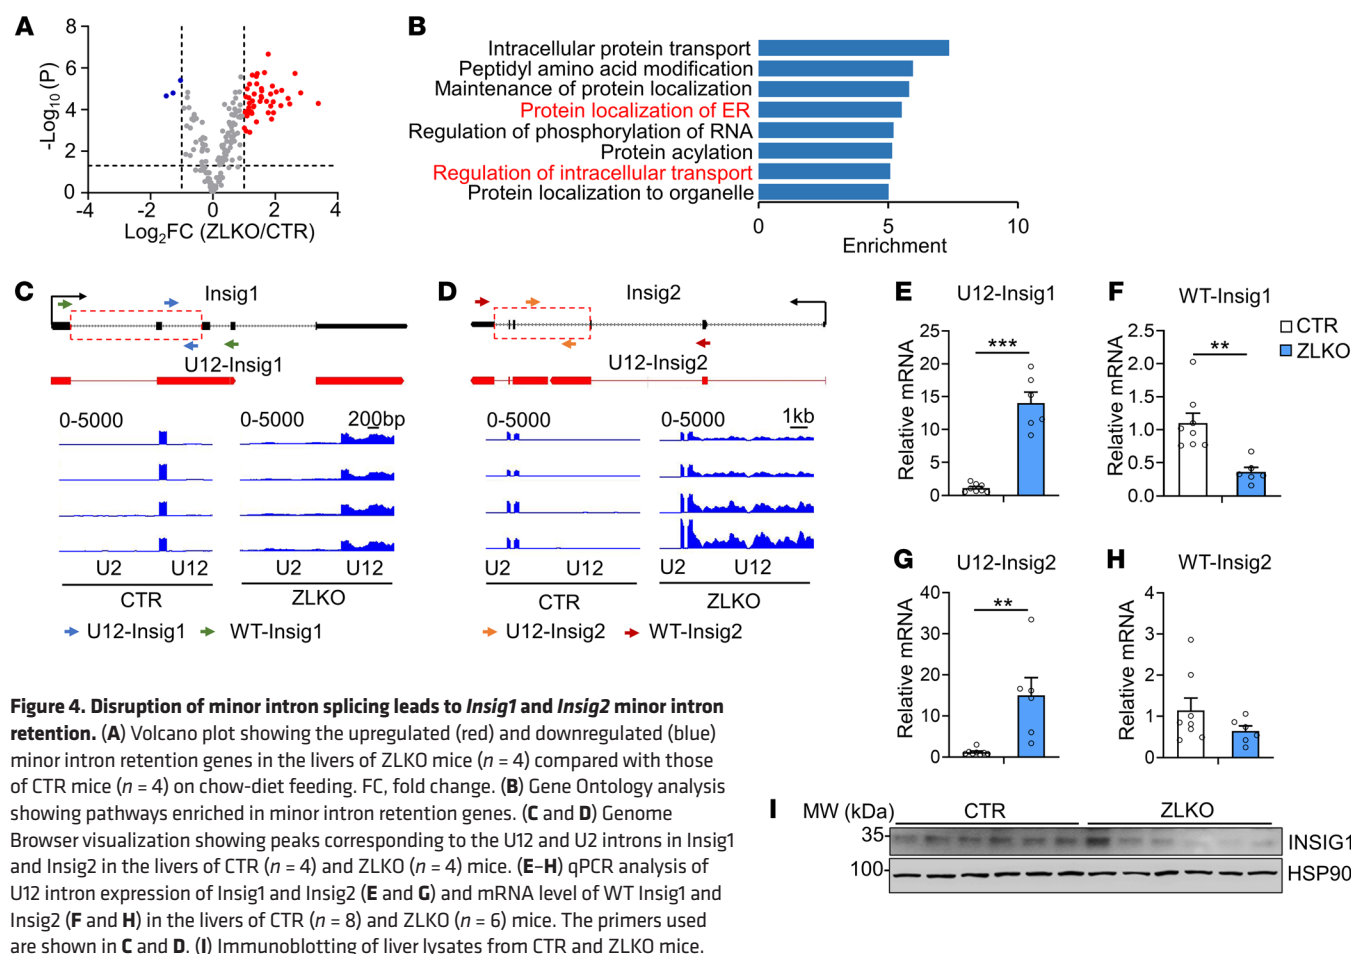 A
8
6
4
2
0
-Log10 (P)
-4
-2
0
2
4
Log2FC (ZLKO/CTR)
B
Intracellular protein transport
Peptidyl amino acid modification
Maintenance of protein localization
Protein localization of ER
Regulation of phosphorylation of RNA
Protein acylation
Regulation of intracellular transport
Protein localization to organelle
0
5
10
Enrichment
C
Insig1
U12-Insig1
0-5000
0-5000
200bp
U2
U12
U2
U12
CTR
ZLKO
U12-Insig1
WT-Insig1
D
Insig2
U12-Insig2
0-5000
0-5000
1kb
U2
U12
U2
U12
CTR
ZLKO
U12-Insig2
WT-Insig2
E
U12-Insig1
25
20
15
10
5
0
Relative mRNA
***
F
WT-Insig1
2.5
2.0
1.5
1.0
0.5
0.0
Relative mRNA
**
CTR
ZLKO
G
U12-Insig2
40
30
20
10
0
Relative mRNA
**
H
WT-Insig2
4
3
2
1
0
Relative mRNA
I
MW (kDa)
CTR
ZLKO
35-
INSIG1
100-
HSP90
Figure 4. Disruption of minor intron splicing leads to Insig1 and Insig2 minor intron
retention. (A) Volcano plot showing the upregulated (red) and downregulated (blue)
minor intron retention genes in the livers of ZLKO mice (n = 4) compared with those
of CTR mice (n = 4) on chow-diet feeding. FC, fold change. (B) Gene Ontology analysis
showing pathways enriched in minor intron retention genes. (C and D) Genome
Browser visualization showing peaks corresponding to the U12 and U2 introns in Insig1
and Insig2 in the livers of CTR (n = 4) and ZLKO (n = 4) mice. (E–H) qPCR analysis of
U12 intron expression of Insig1 and Insig2 (E and G) and mRNA level of WT Insig1 and
Insig2 (F and H) in the livers of CTR (n = 8) and ZLKO (n = 6) mice. The primers used
are shown in C and D. (I) Immunoblotting of liver lysates from CTR and ZLKO mice.